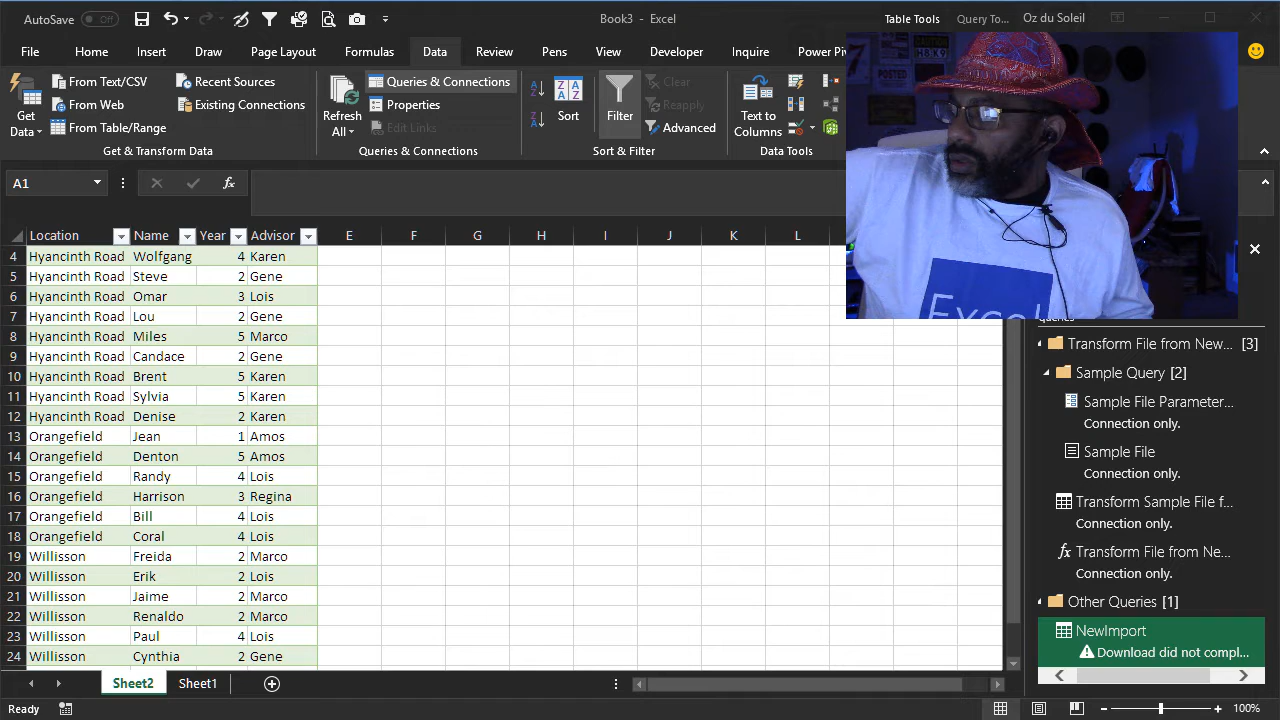 AutoSave Off Book3 - Excel Table Tools Query To... Oz du Soleil
File Home Insert Draw Page Layout Formulas Data Review View Pens Developer Inquire Power Piv
Get Data
From Text/CSV
From Web
From Table/Range
Recent Sources
Existing Connections
Get & Transform Data
Refresh All
Queries & Connections
Properties
Edit Links
Queries & Connections
Sort
Filter
Clear
Reapply
Advanced
Sort & Filter
Text to Columns
Data Tools
A1 fx
Location Name Year Advisor E F G H I J K L
4 Hyancinth Road Wolfgang 4 Karen
5 Hyancinth Road Steve 2 Gene
6 Hyancinth Road Omar 3 Lois
7 Hyancinth Road Lou 2 Gene
8 Hyancinth Road Miles 5 Marco
9 Hyancinth Road Candace 2 Gene
10 Hyancinth Road Brent 5 Karen
11 Hyancinth Road Sylvia 5 Karen
12 Hyancinth Road Denise 2 Karen
13 Orangefield Jean 1 Amos
14 Orangefield Denton 5 Amos
15 Orangefield Randy 4 Lois
16 Orangefield Harrison 3 Regina
17 Orangefield Bill 4 Lois
18 Orangefield Coral 4 Lois
19 Willisson Freida 2 Marco
20 Willisson Erik 2 Lois
21 Willisson Jaime 2 Marco
22 Willisson Renaldo 2 Marco
23 Willisson Paul 4 Lois
24 Willisson Cynthia 2 Gene
POSTED
Excel
queries
Transform File from New... [3]
Sample Query [2]
Sample File Parameter...
Connection only.
Sample File
Connection only.
Transform Sample File f...
Connection only.
fx Transform File from Ne...
Connection only.
Other Queries [1]
NewImport
Download did not compl...
Sheet2 Sheet1
Ready 100%